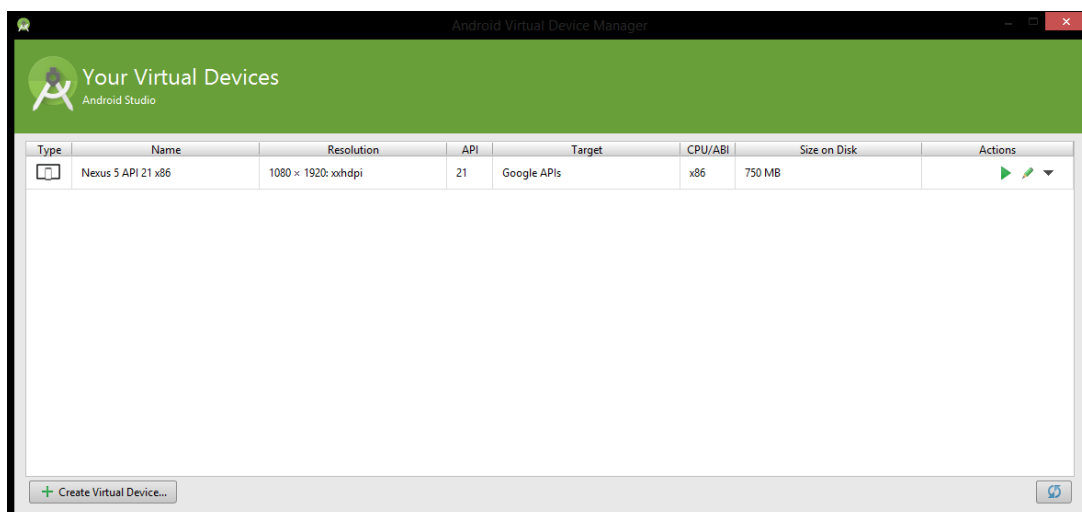 Android Virtual Device Manager
Your Virtual Devices
Android Studio
Type Name Resolution API Target CPU/ABI Size on Disk Actions
Nexus 5 API 21 x86 1080 × 1920: xxhdpi 21 Google APIs x86 750 MB
Create Virtual Device...